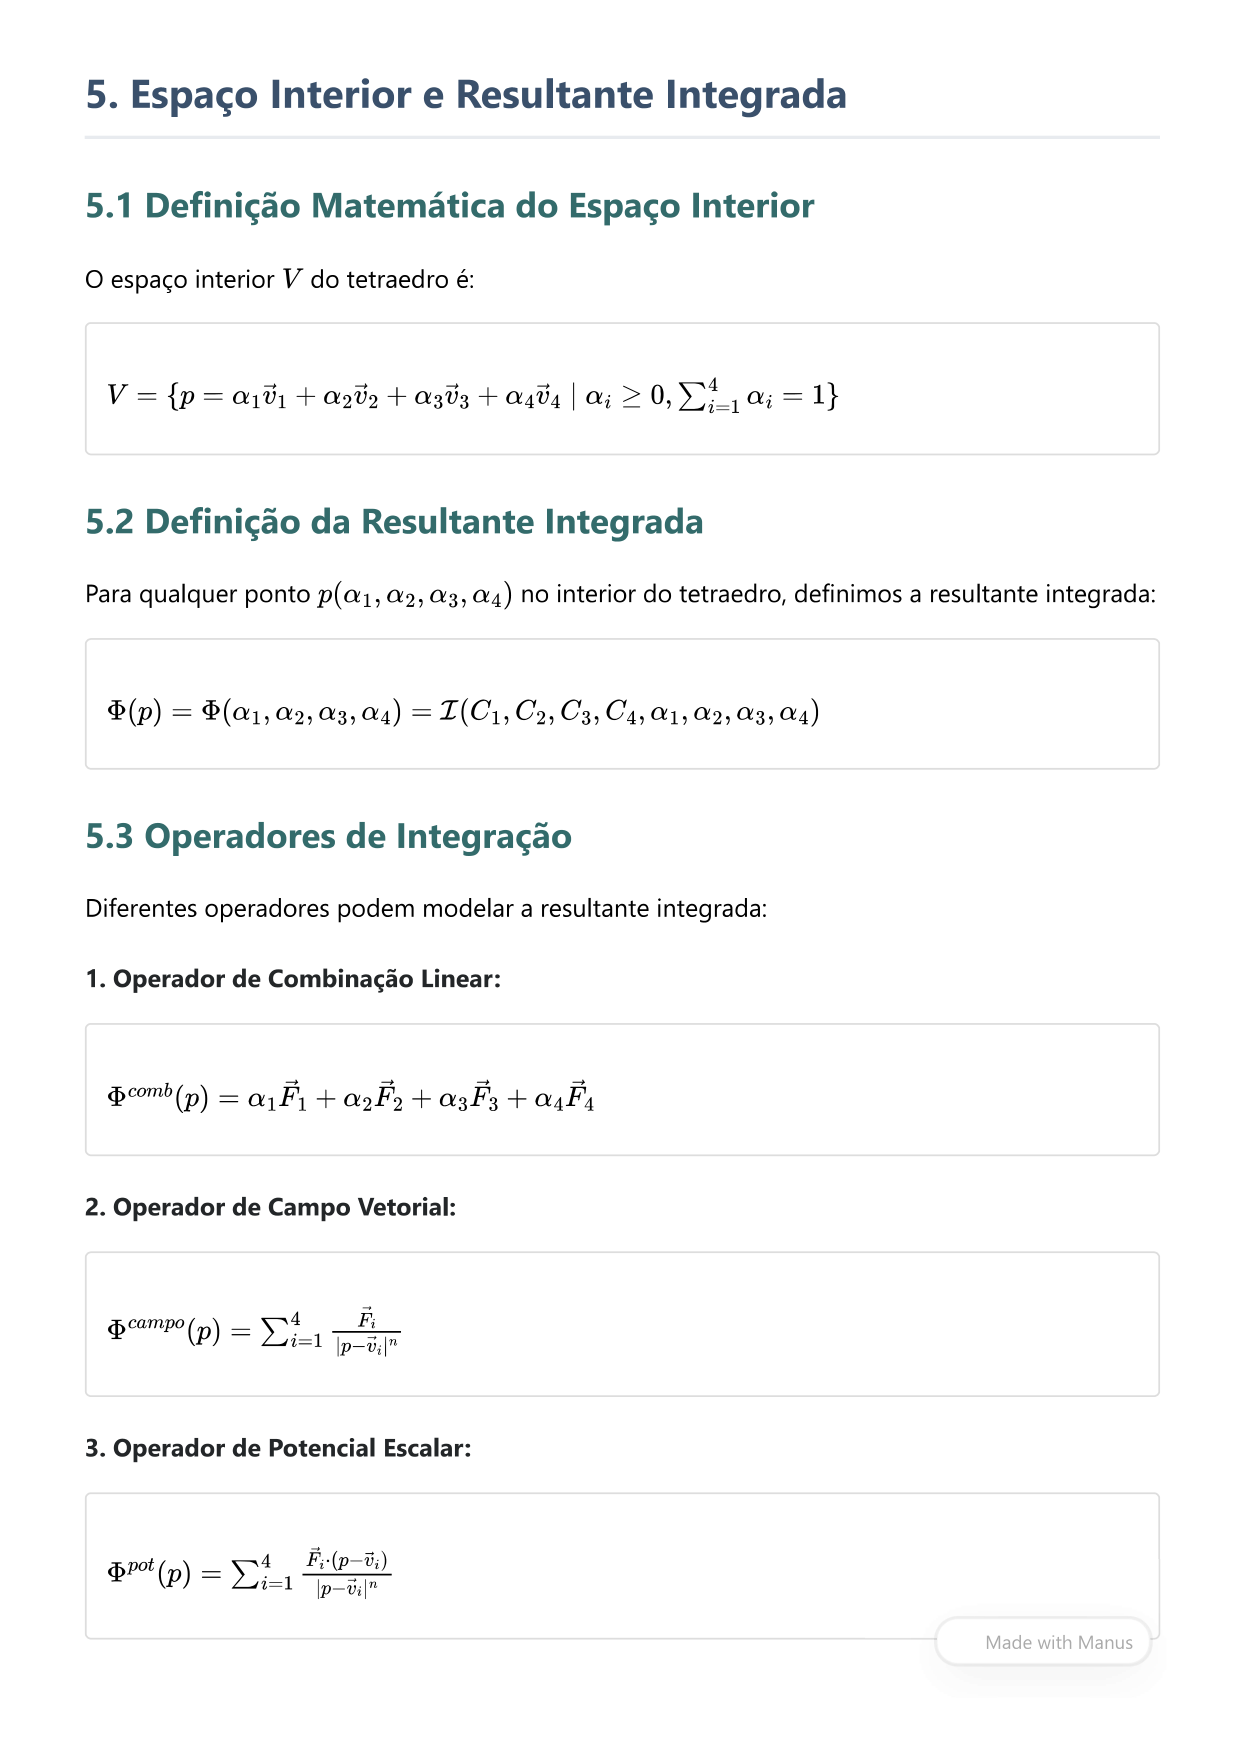 5. Espaço Interior e Resultante Integrada
5.1 Definição Matemática do Espaço Interior
O espaço interior V do tetraedro é:
V = {p = α₁v⃗₁ + α₂v⃗₂ + α₃v⃗₃ + α₄v⃗₄ | αᵢ ≥ 0, ∑⁴ᵢ₌₁ αᵢ = 1}
5.2 Definição da Resultante Integrada
Para qualquer ponto p(α₁, α₂, α₃, α₄) no interior do tetraedro, definimos a resultante integrada:
Φ(p) = Φ(α₁, α₂, α₃, α₄) = ℐ(C₁, C₂, C₃, C₄, α₁, α₂, α₃, α₄)
5.3 Operadores de Integração
Diferentes operadores podem modelar a resultante integrada:
1. Operador de Combinação Linear:
Φ^{comb}(p) = α₁F⃗₁ + α₂F⃗₂ + α₃F⃗₃ + α₄F⃗₄
2. Operador de Campo Vetorial:
Φ^{campo}(p) = ∑⁴ᵢ₌₁ F⃗ᵢ / |p−v⃗ᵢ|ⁿ
3. Operador de Potencial Escalar:
Φ^{pot}(p) = ∑⁴ᵢ₌₁ F⃗ᵢ·(p−v⃗ᵢ) / |p−v⃗ᵢ|ⁿ
Made with Manus